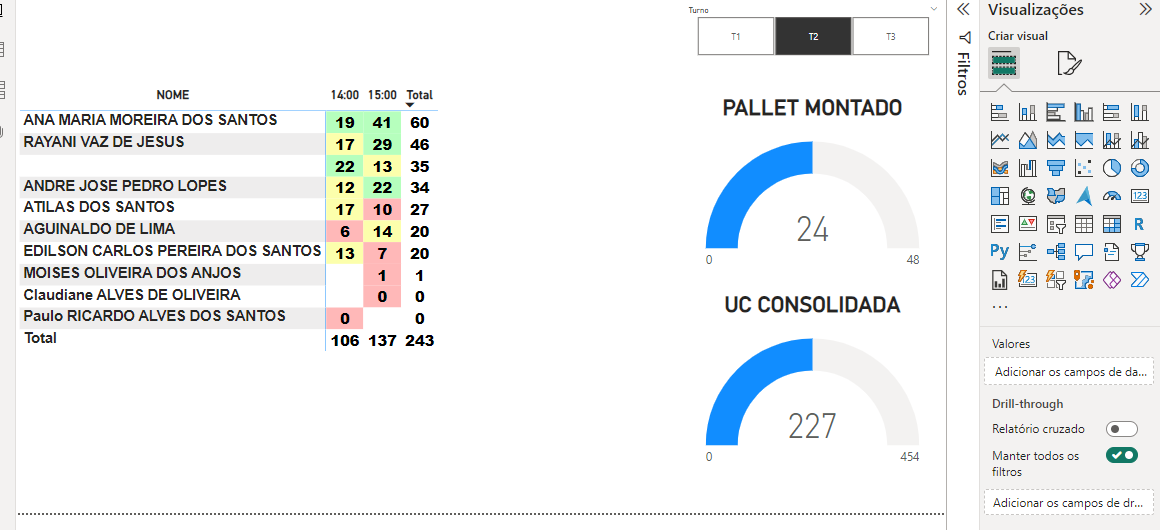 Turno
T1 T2 T3
Visualizações
Criar visual
Filtros
NOME 14:00 15:00 Total
ANA MARIA MOREIRA DOS SANTOS 19 41 60
RAYANI VAZ DE JESUS 17 29 46
22 13 35
ANDRE JOSE PEDRO LOPES 12 22 34
ATILAS DOS SANTOS 17 10 27
AGUINALDO DE LIMA 6 14 20
EDILSON CARLOS PEREIRA DOS SANTOS 13 7 20
MOISES OLIVEIRA DOS ANJOS 1 1
Claudiane ALVES DE OLIVEIRA 0 0
Paulo RICARDO ALVES DOS SANTOS 0 0
Total 106 137 243
PALLET MONTADO
24
0 48
UC CONSOLIDADA
227
0 454
123
R
Py
123
...
Valores
Adicionar os campos de da...
Drill-through
Relatório cruzado
Manter todos os
filtros
Adicionar os campos de dr...